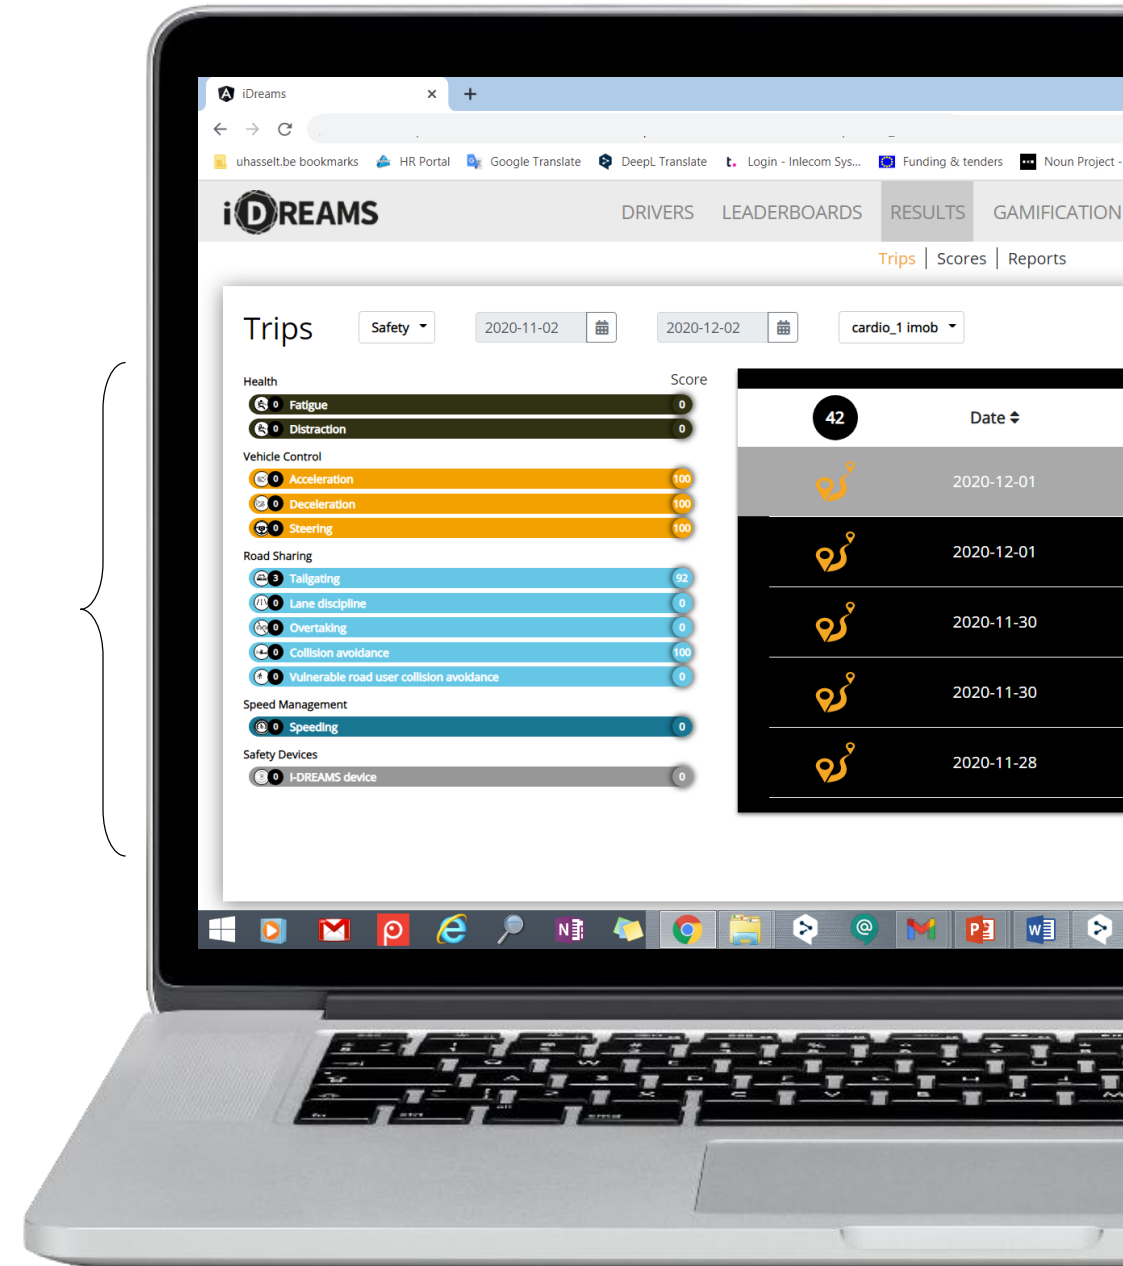 iDreams
uhasselt.be bookmarks HR Portal Google Translate DeepL Translate Login - Inlecom Sys... Funding & tenders Noun Project -
iDREAMS DRIVERS LEADERBOARDS RESULTS GAMIFICATION
Trips | Scores | Reports
Trips Safety 2020-11-02 2020-12-02 cardio_1 imob
Health Score
0 Fatigue 0
0 Distraction 0
Vehicle Control
0 Acceleration 100
0 Deceleration 100
0 Steering 100
Road Sharing
3 Tailgating 92
0 Lane discipline 0
0 Overtaking 0
0 Collision avoidance 100
0 Vulnerable road user collision avoidance 0
Speed Management
0 Speeding 0
Safety Devices
0 I-DREAMS device 0
42 Date
2020-12-01
2020-12-01
2020-11-30
2020-11-30
2020-11-28